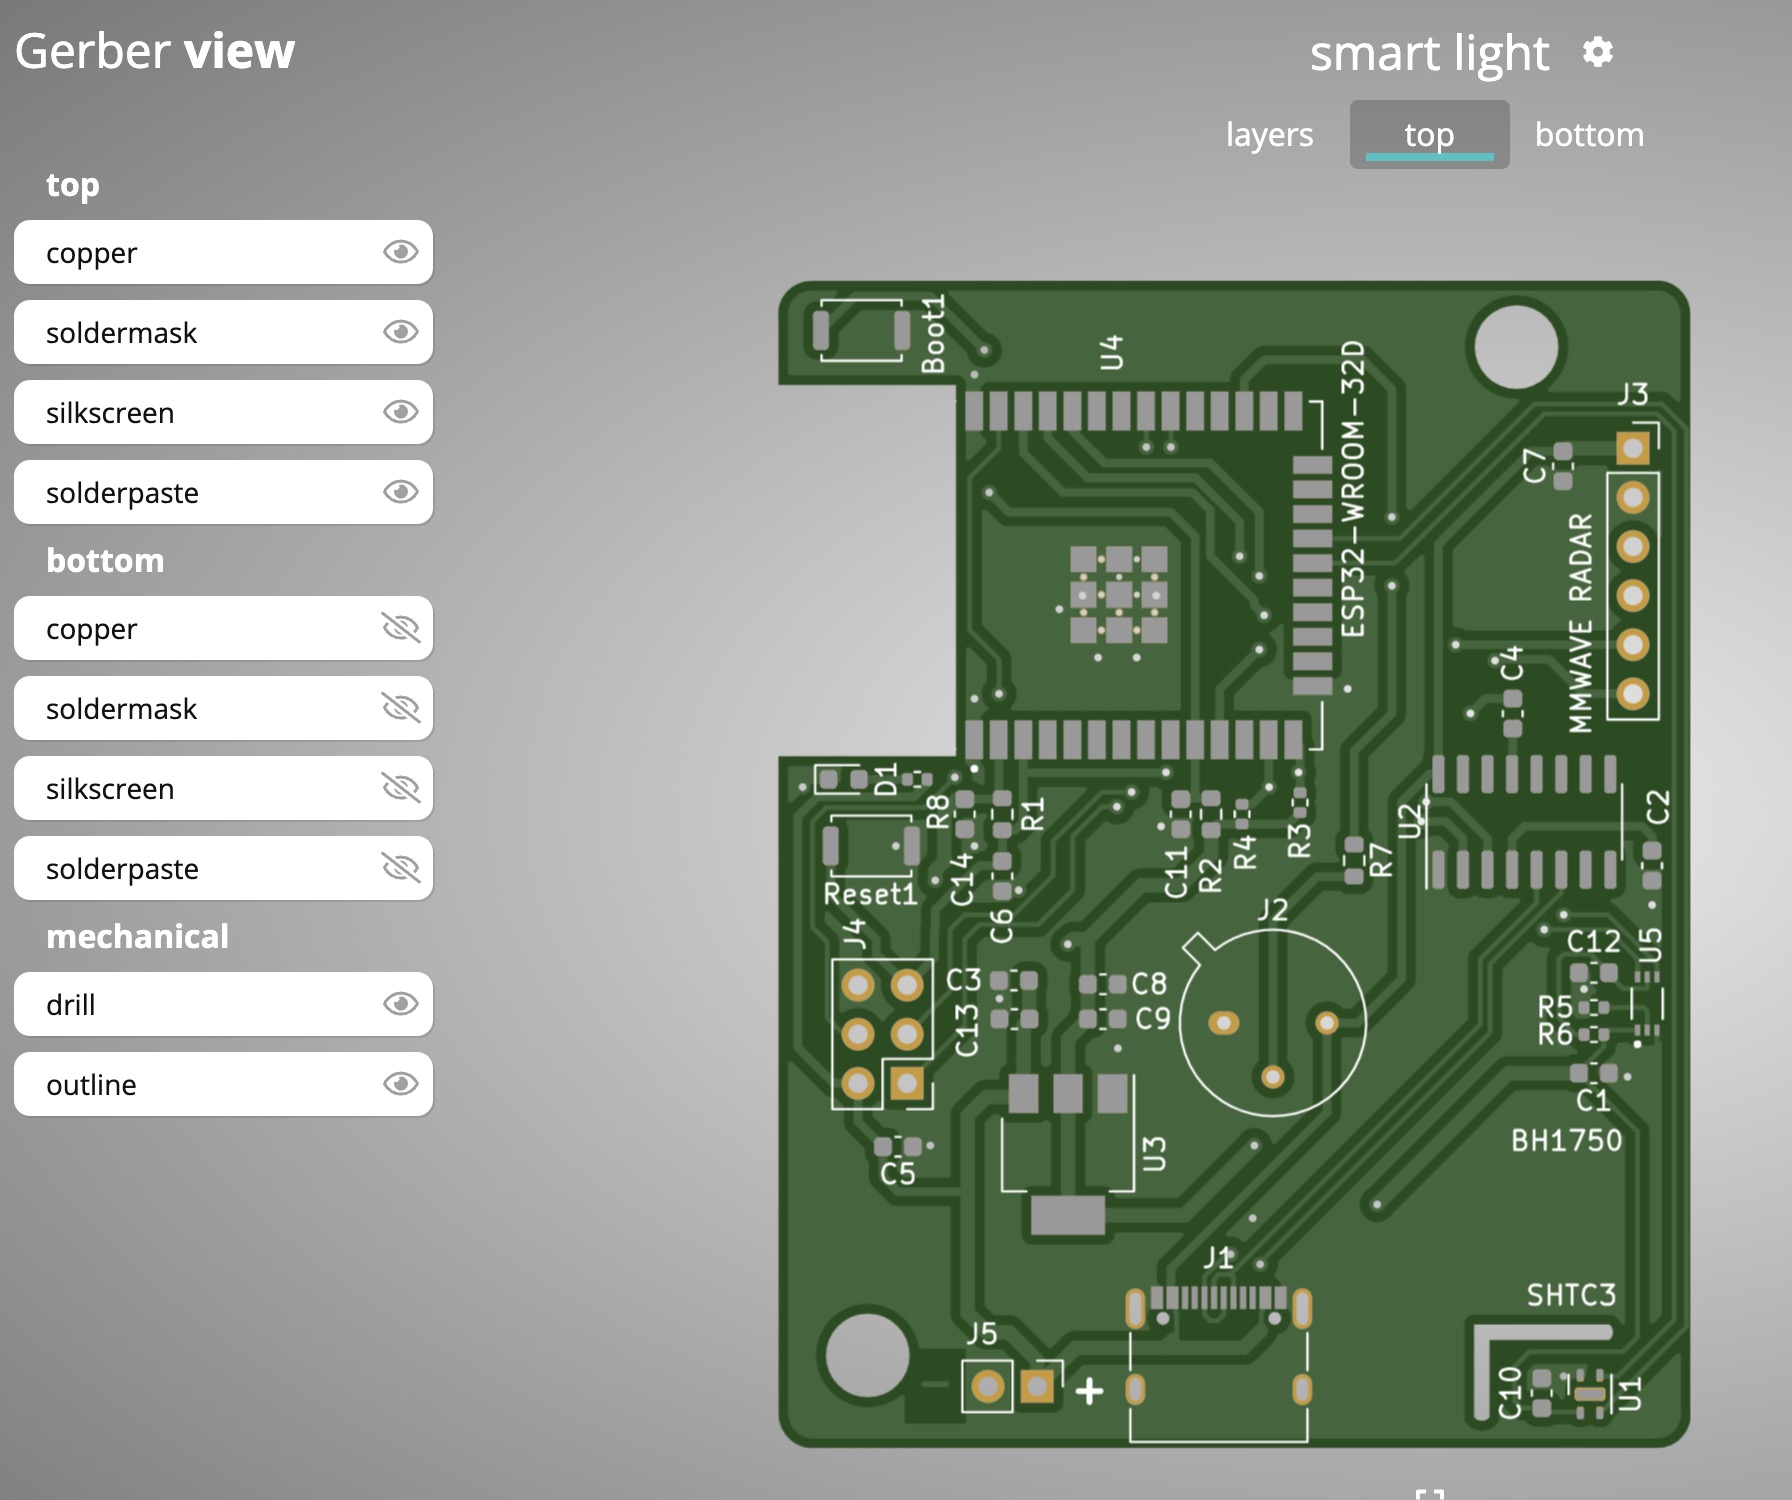 Gerber view
smart light
layers
top
bottom
top
copper
soldermask
silkscreen
solderpaste
bottom
copper
soldermask
silkscreen
solderpaste
mechanical
drill
outline
Boot1
U4
ESP32-WROOM-32D
J3
C7
MMWAVE RADAR
C4
D1
R8
R1
C14
C6
Reset1
C11
R2
R4
R3
R7
U2
C2
J4
J2
C3
C13
C8
C9
C12
U5
R5
R6
C1
BH1750
C5
U3
J1
SHTC3
J5
+
C10
U1